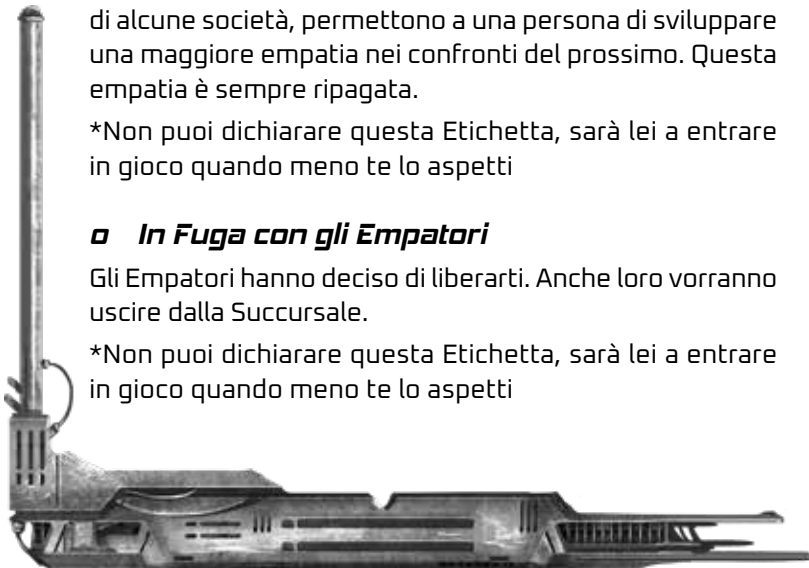 di alcune società, permettono a una persona di sviluppare
una maggiore empatia nei confronti del prossimo. Questa
empatia è sempre ripagata.
*Non puoi dichiarare questa Etichetta, sarà lei a entrare
in gioco quando meno te lo aspetti
o In Fuga con gli Empatori
Gli Empatori hanno deciso di liberarti. Anche loro vorranno
uscire dalla Succursale.
*Non puoi dichiarare questa Etichetta, sarà lei a entrare
in gioco quando meno te lo aspetti